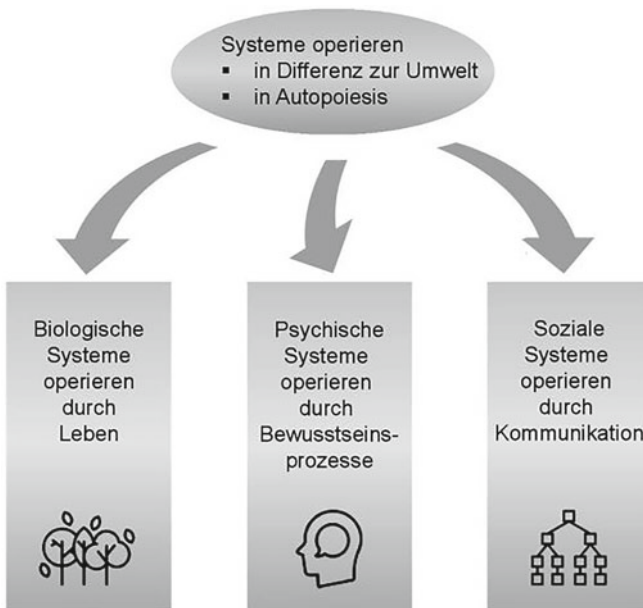 Systeme operieren
▪ in Differenz zur Umwelt
▪ in Autopoiesis
Biologische
Systeme
operieren
durch
Leben
Psychische
Systeme
operieren
durch
Bewusstseins-
prozesse
Soziale
Systeme
operieren
durch
Kommunikation